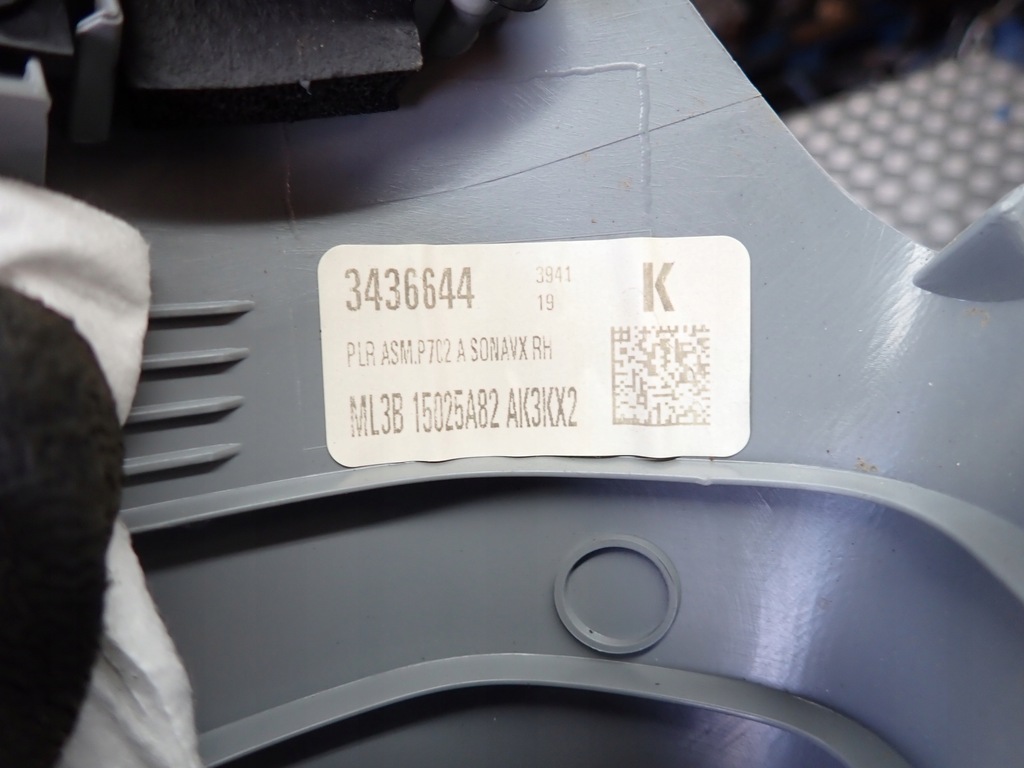 3436644 3941 K
19
PLR ASM.P702 A SONAVX RH
ML3B 15025A82 AK3KX2